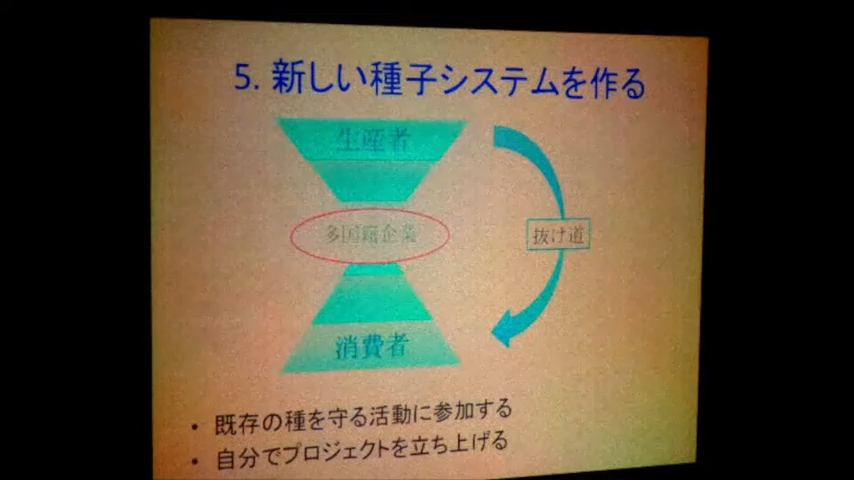 5. 新しい種子システムを作る
生産者
多国籍企業
抜け道
消費者
• 既存の種を守る活動に参加する
• 自分でプロジェクトを立ち上げる